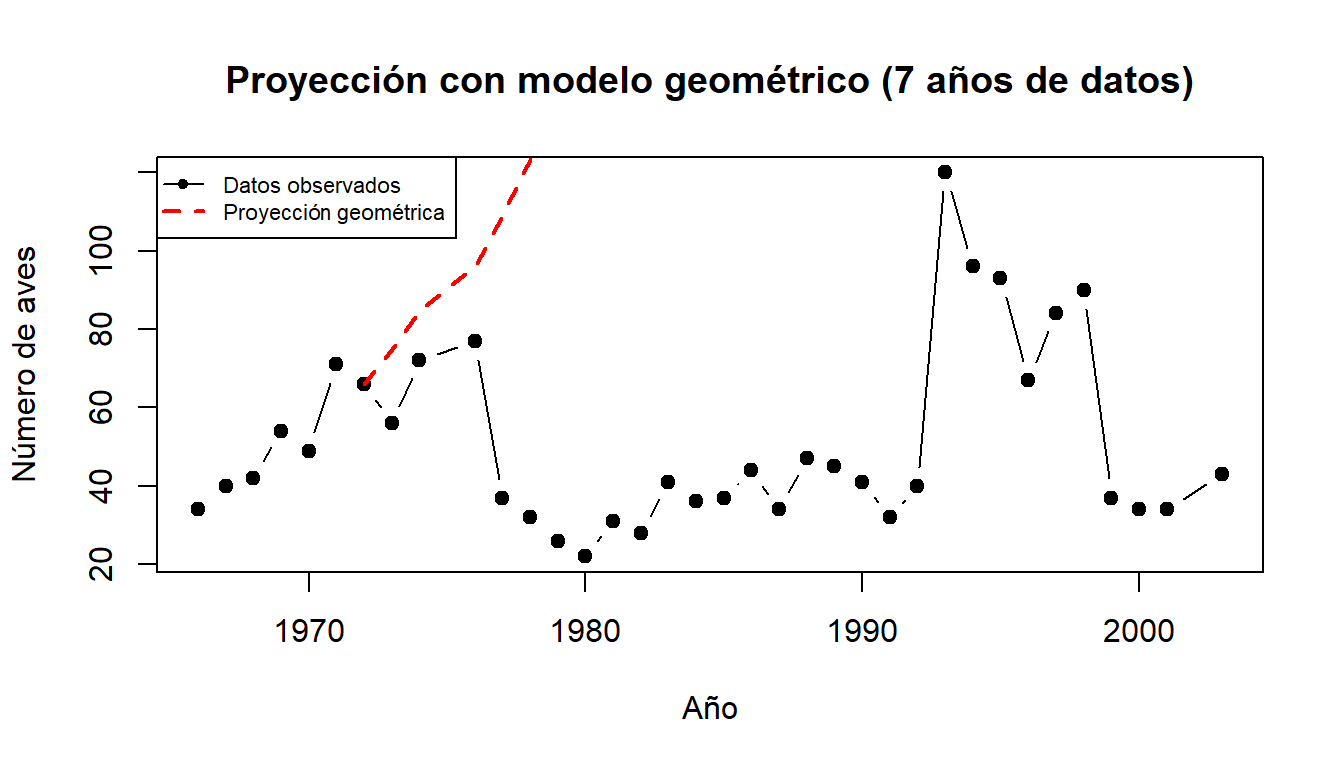 Proyección con modelo geométrico (7 años de datos)
Datos observados
Proyección geométrica
Número de aves
100
80
60
40
20
1970 1980 1990 2000
Año